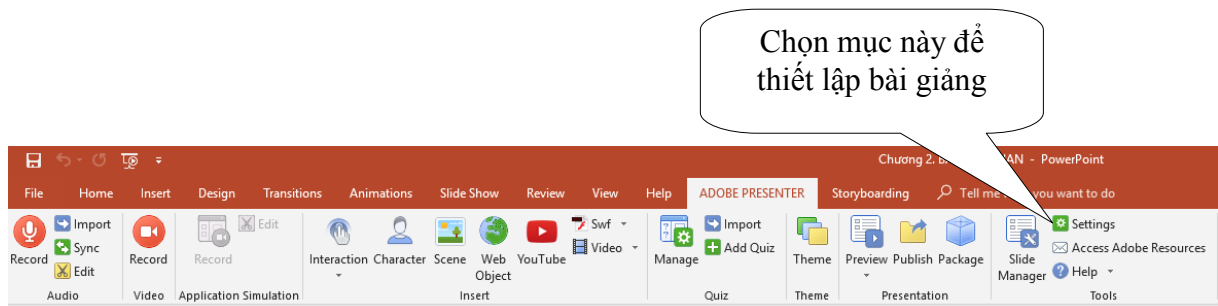 Chọn mục này để
thiết lập bài giảng
Chương 2. AN - PowerPoint
File Home Insert Design Transitions Animations Slide Show Review View Help ADOBE PRESENTER Storyboarding Tell me you want to do
Import Edit Swf Import Settings
Sync Add Quiz Access Adobe Resources
Record Record Record Interaction Character Scene Web YouTube Video Manage Theme Preview Publish Package Slide
Edit Object Manager Help
Audio Video Application Simulation Insert Quiz Theme Presentation Tools